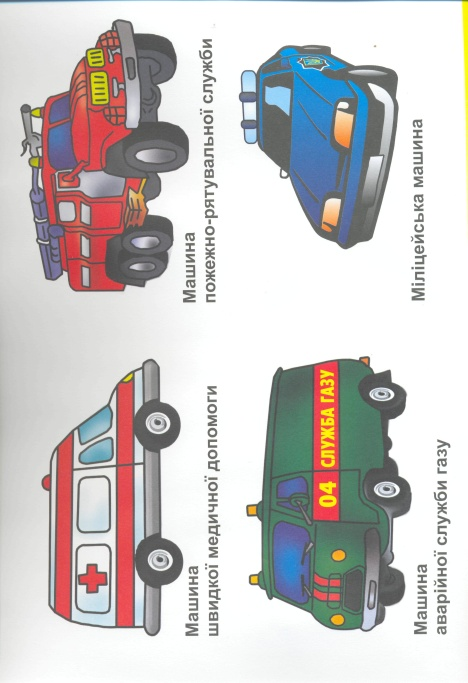 Машина
швидкої медичної допомоги
Машина
пожежно-рятувальної служби
04 СЛУЖБА ГАЗУ
Машина
аварійної служби газу
Міліцейська машина